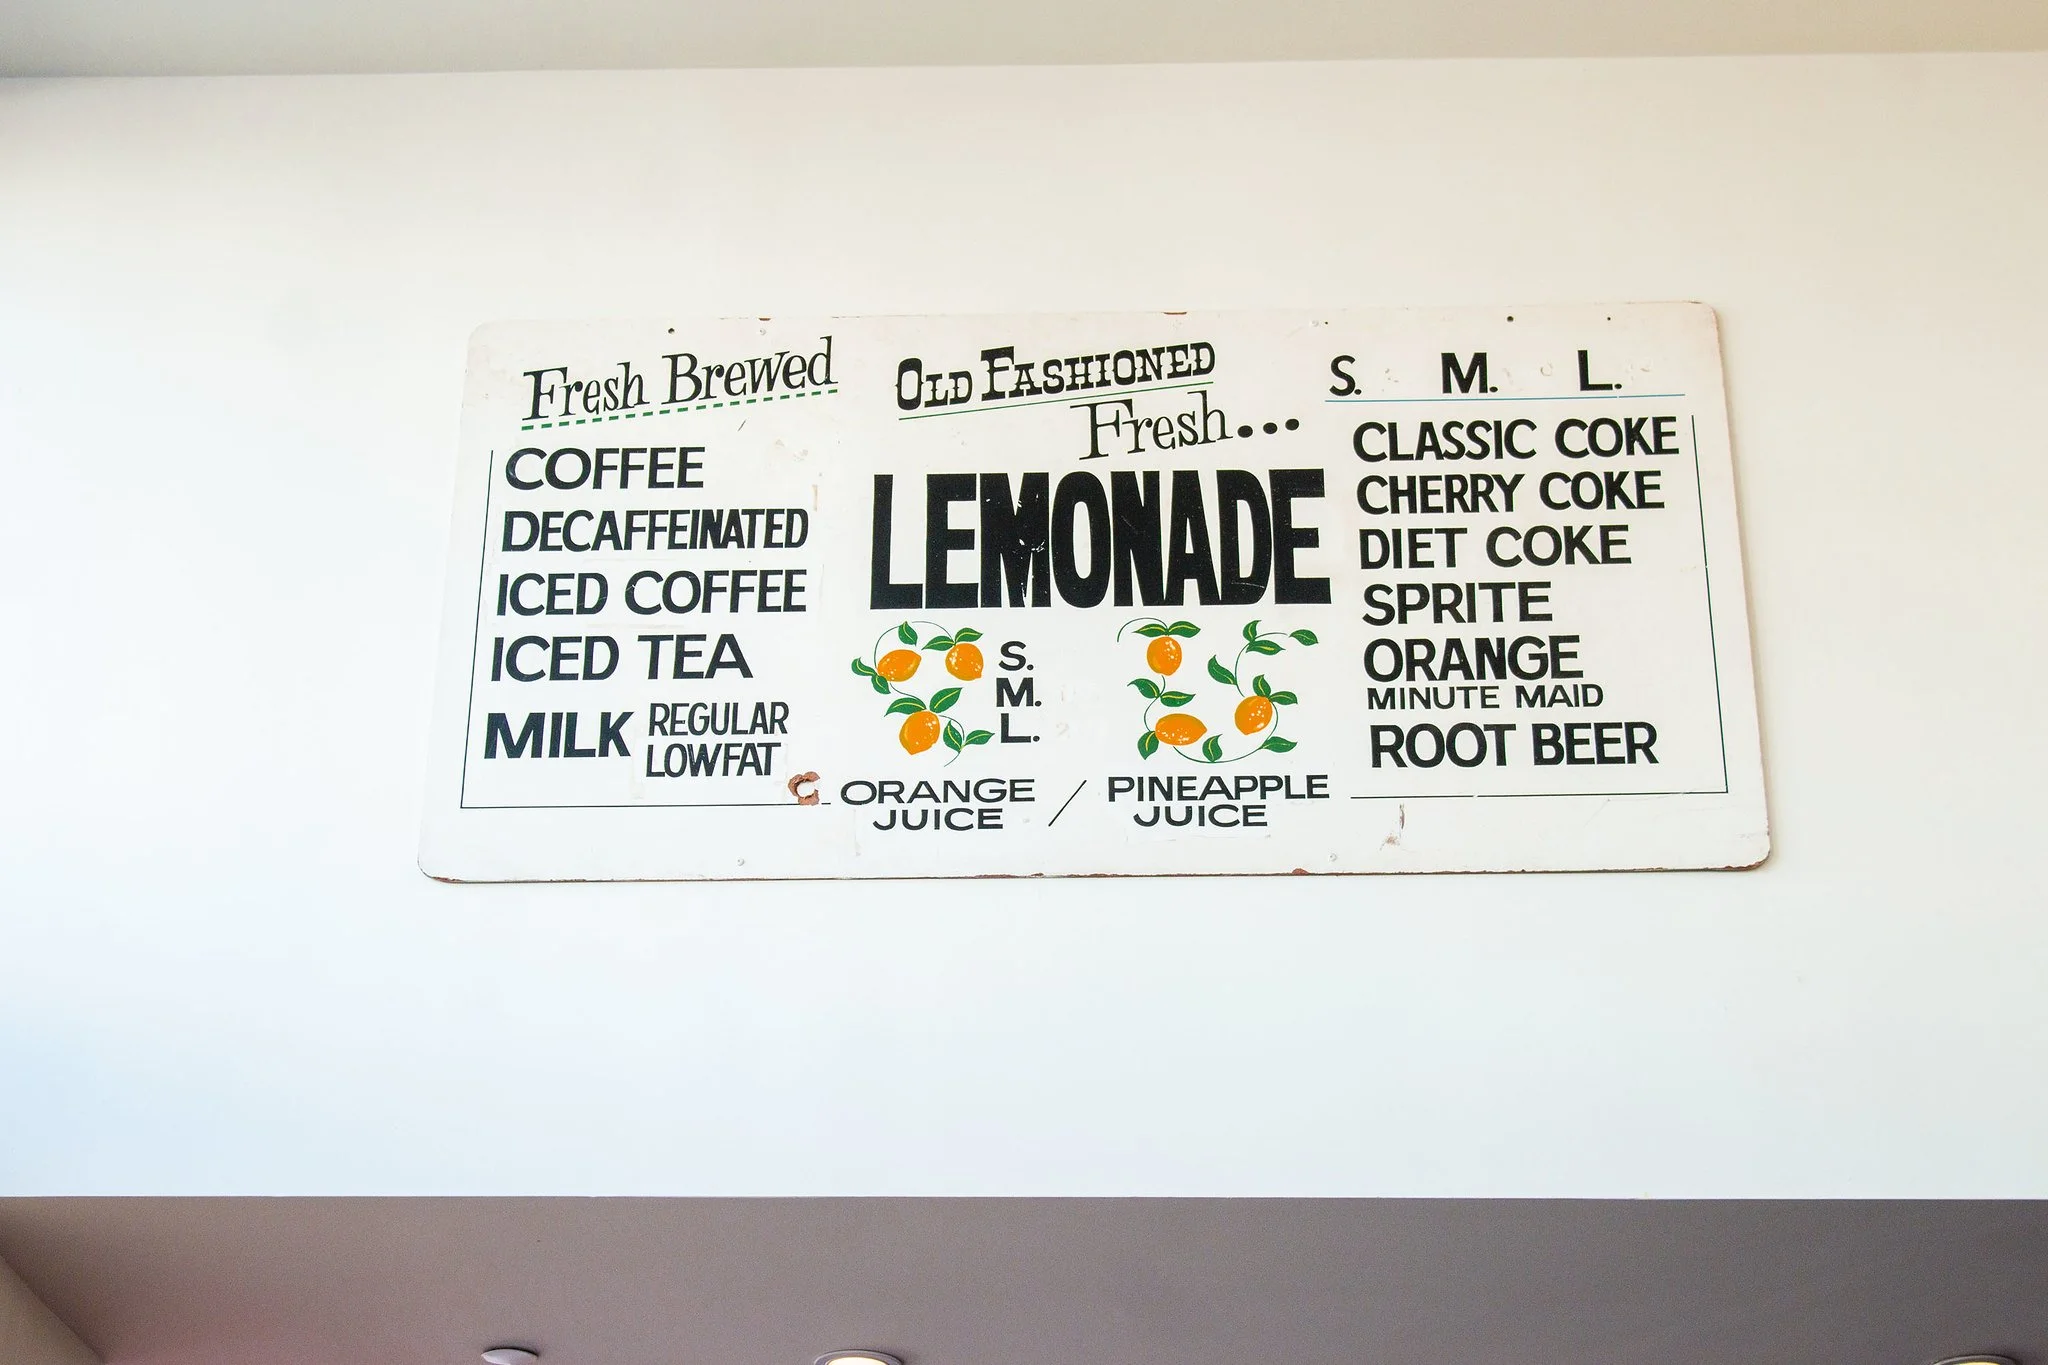 Fresh Brewed
COFFEE
DECAFFEINATED
ICED COFFEE
ICED TEA
MILK REGULAR
LOWFAT
OLD FASHIONED
Fresh...
LEMONADE
S.
M.
L.
ORANGE
JUICE
/
PINEAPPLE
JUICE
S. M. L.
CLASSIC COKE
CHERRY COKE
DIET COKE
SPRITE
ORANGE
MINUTE MAID
ROOT BEER